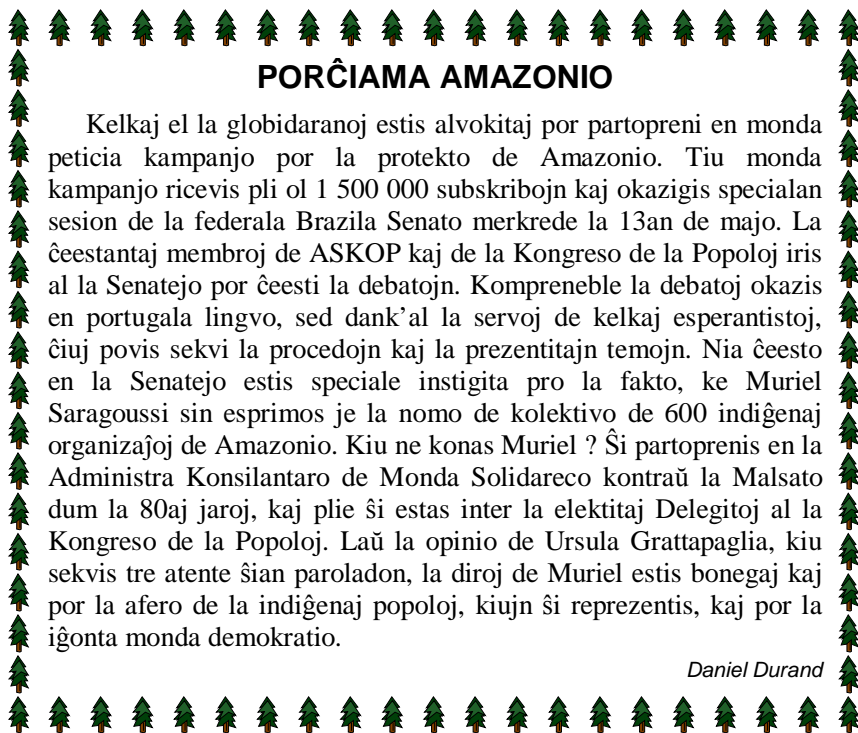 PORĈIAMA AMAZONIO
Kelkaj el la globidaranoj estis alvokitaj por partopreni en monda
peticia kampanjo por la protekto de Amazonio. Tiu monda
kampanjo ricevis pli ol 1 500 000 subskribojn kaj okazigis specialan
sesion de la federala Brazila Senato merkrede la 13an de majo. La
ĉeestantaj membroj de ASKOP kaj de la Kongreso de la Popoloj iris
al la Senatejo por ĉeesti la debatojn. Kompreneble la debatoj okazis
en portugala lingvo, sed dank’al la servoj de kelkaj esperantistoj,
ĉiuj povis sekvi la procedojn kaj la prezentitajn temojn. Nia ĉeesto
en la Senatejo estis speciale instigita pro la fakto, ke Muriel
Saragoussi sin esprimos je la nomo de kolektivo de 600 indiĝenaj
organizaĵoj de Amazonio. Kiu ne konas Muriel ? Ŝi partoprenis en la
Administra Konsilantaro de Monda Solidareco kontraŭ la Malsato
dum la 80aj jaroj, kaj plie ŝi estas inter la elektitaj Delegitoj al la
Kongreso de la Popoloj. Laŭ la opinio de Ursula Grattapaglia, kiu
sekvis tre atente ŝian paroladon, la diroj de Muriel estis bonegaj kaj
por la afero de la indiĝenaj popoloj, kiujn ŝi reprezentis, kaj por la
iĝonta monda demokratio.
Daniel Durand